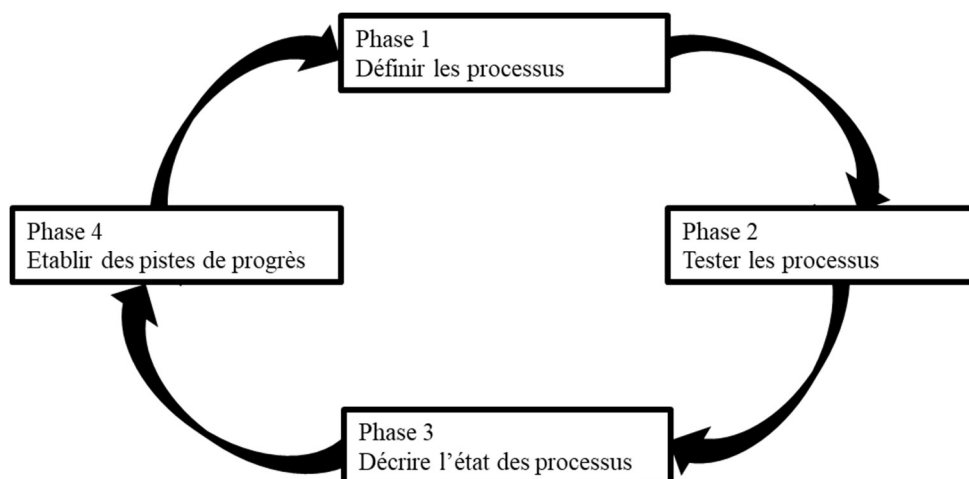 Phase 1
Définir les processus
Phase 2
Tester les processus
Phase 3
Décrire l’état des processus
Phase 4
Etablir des pistes de progrès